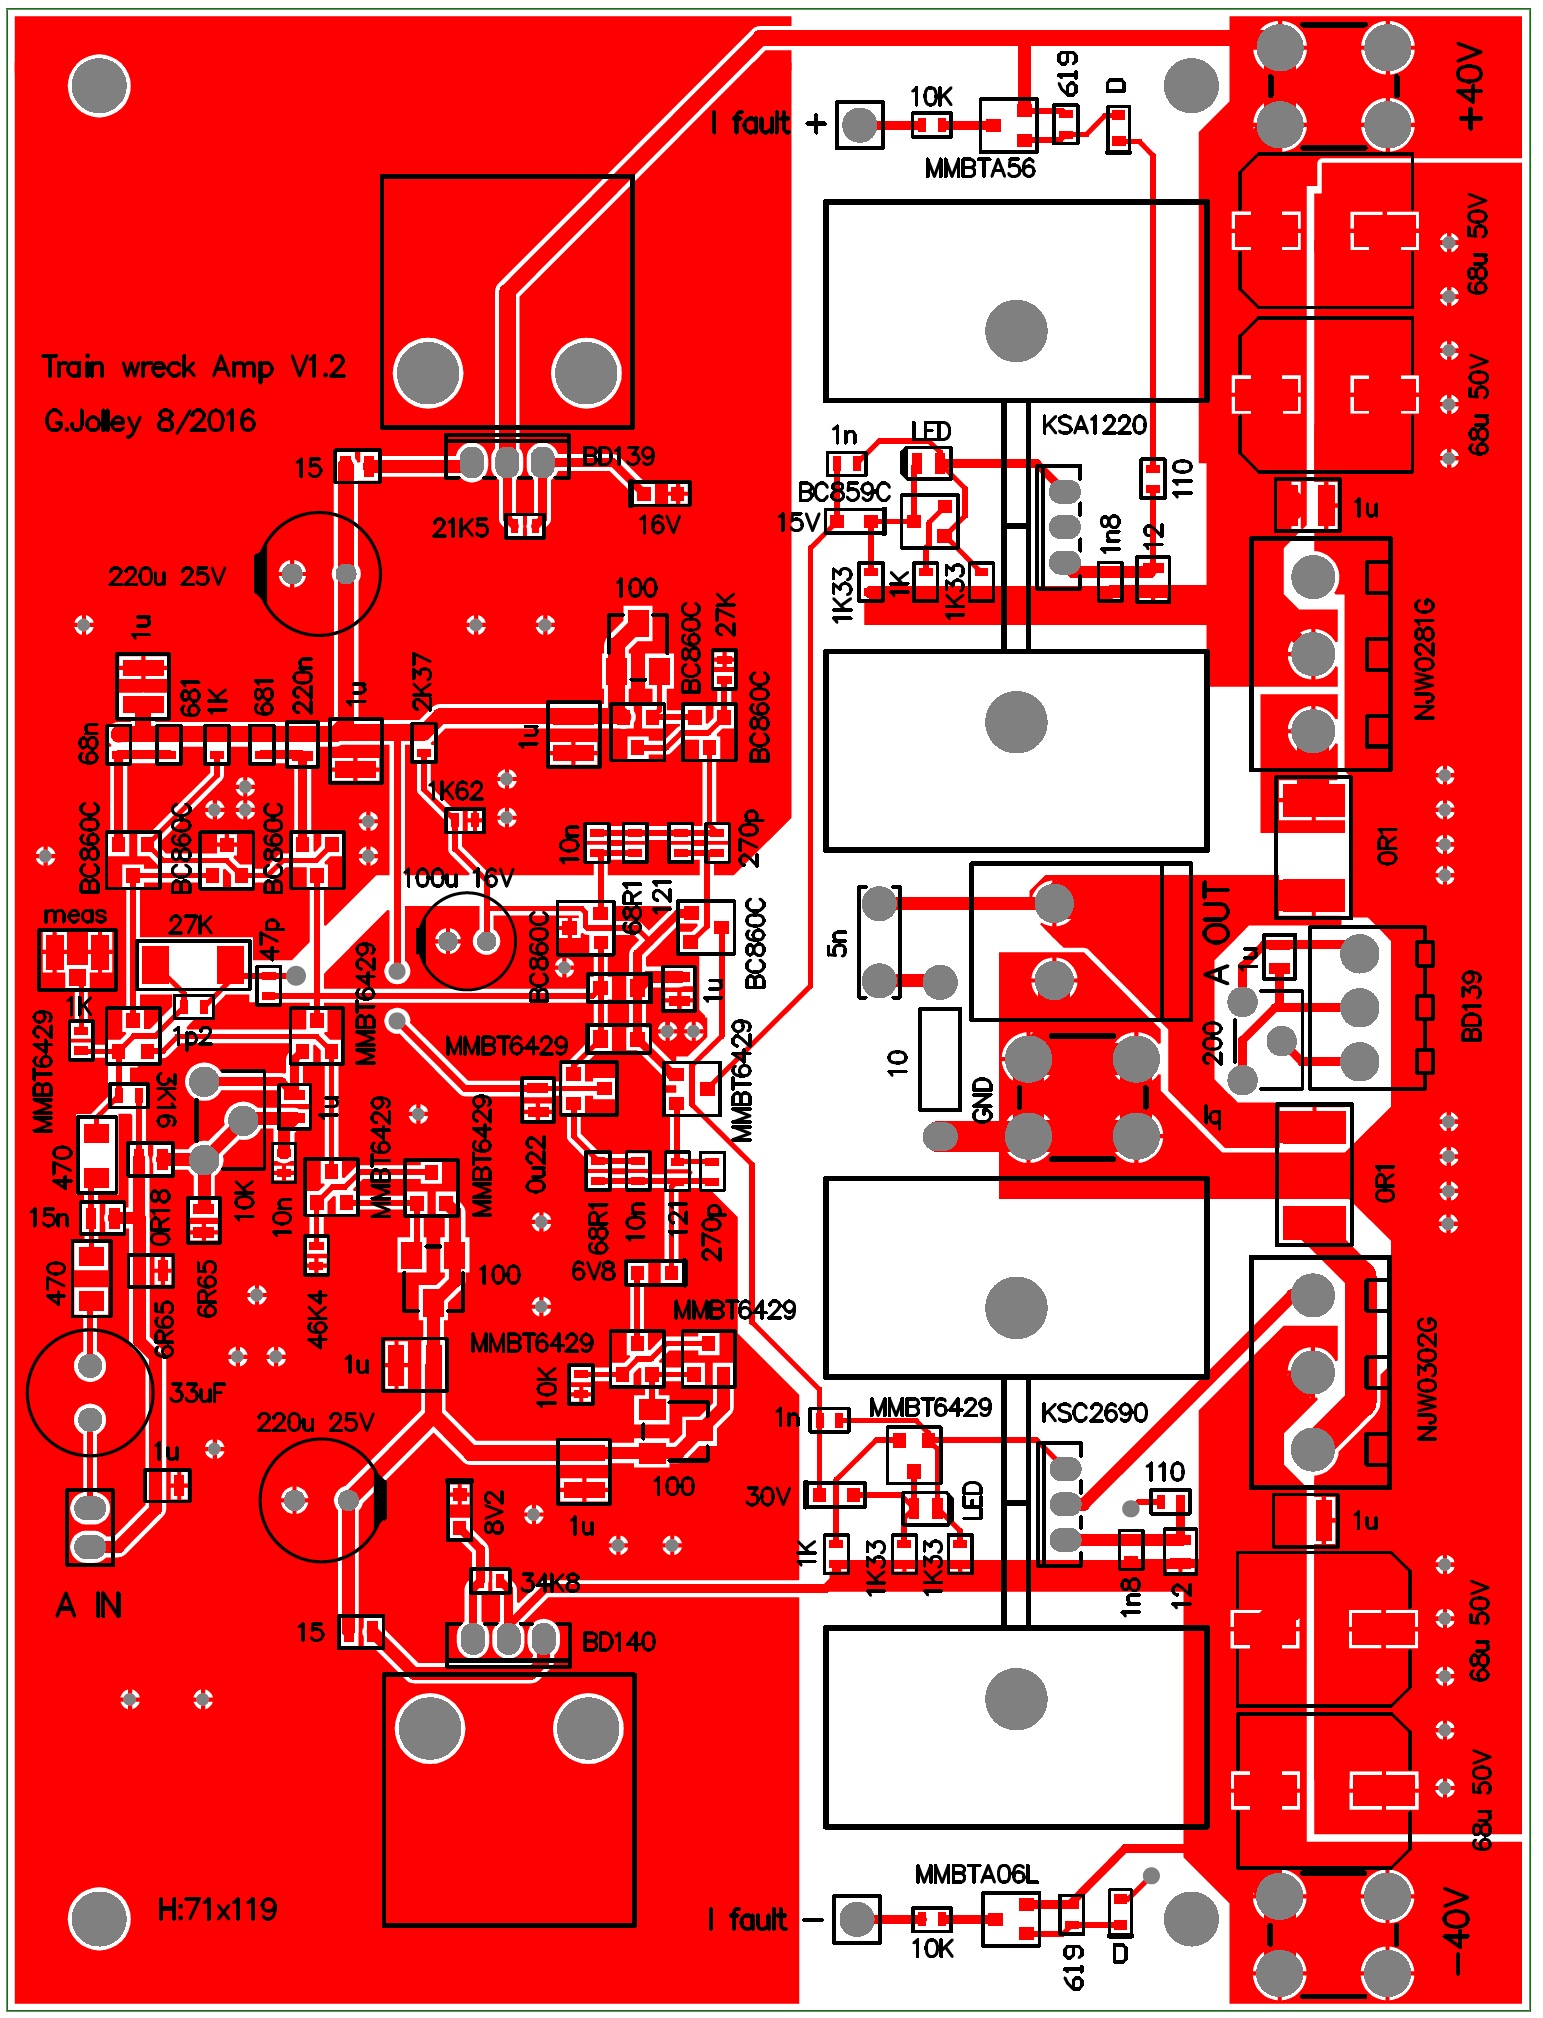 +40V
619
D
10K
I fault +
MMBTA56
68u 50V
Train wreck Amp V1.2
G.Jolley 8/2016
68u 50V
KSA1220
1n
LED
BD139
15
110
BC859C
16V
15V
21K5
1u
1n8
12
220u 25V
100
1K33
1K
1K33
27K
1u
BC860C
NJW0281G
681
1K
681
220n
1u
2K37
68n
1u
BC860C
1K62
BC860C
BC860C
BC860C
10n
270p
0R1
100u 16V
68R1
121
meas
27K
47p
BC860C
BC860C
5n
A OUT
1u
1u
1K
1p2
MMBT6429
MMBT6429
MMBT6429
MMBT6429
200
BD139
10
GND
3K16
1u
470
MMBT6429
MMBT6429
0u22
0R1
15n
0R18
10K
10n
68R1
10n
121
270p
470
6R65
6R65
46K4
100
6V8
MMBT6429
MMBT6429
1u
10K
33uF
NJW0302G
220u 25V
1n
MMBT6429
KSC2690
1u
100
30V
110
8V2
LED
1u
1u
1K
1K33
1K33
1n8
12
34K8
A IN
15
BD140
68u 50V
68u 50V
MMBTA06L
H:71x119
I fault -
10K
619
D
-40V